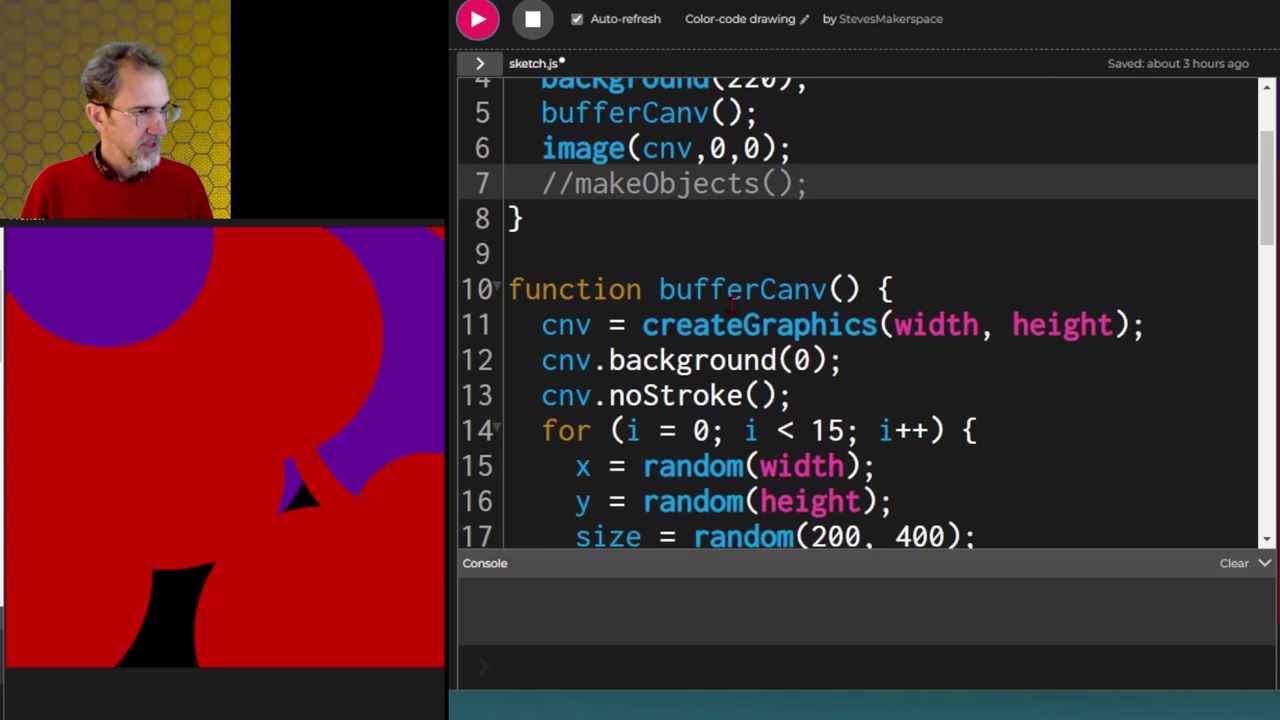 Auto-refresh Color-code drawing by StevesMakerspace
> sketch.js• Saved: about 3 hours ago
4 background(220);
5 bufferCanv();
6 image(cnv,0,0);
7 //makeObjects();
8 }
9
10 function bufferCanv() {
11 cnv = createGraphics(width, height);
12 cnv.background(0);
13 cnv.noStroke();
14 for (i = 0; i < 15; i++) {
15 x = random(width);
16 y = random(height);
17 size = random(200, 400);
Console Clear
>